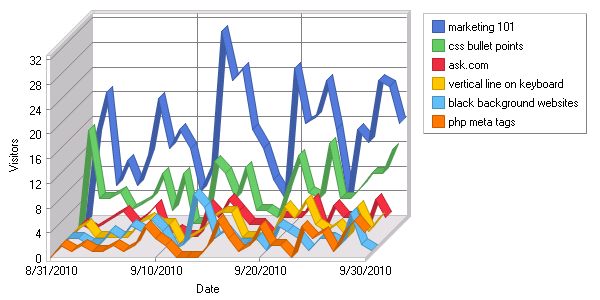 marketing 101
css bullet points
ask.com
vertical line on keyboard
black background websites
php meta tags
Visitors
32
28
24
20
16
12
8
4
0
8/31/2010
9/10/2010
9/20/2010
9/30/2010
Date